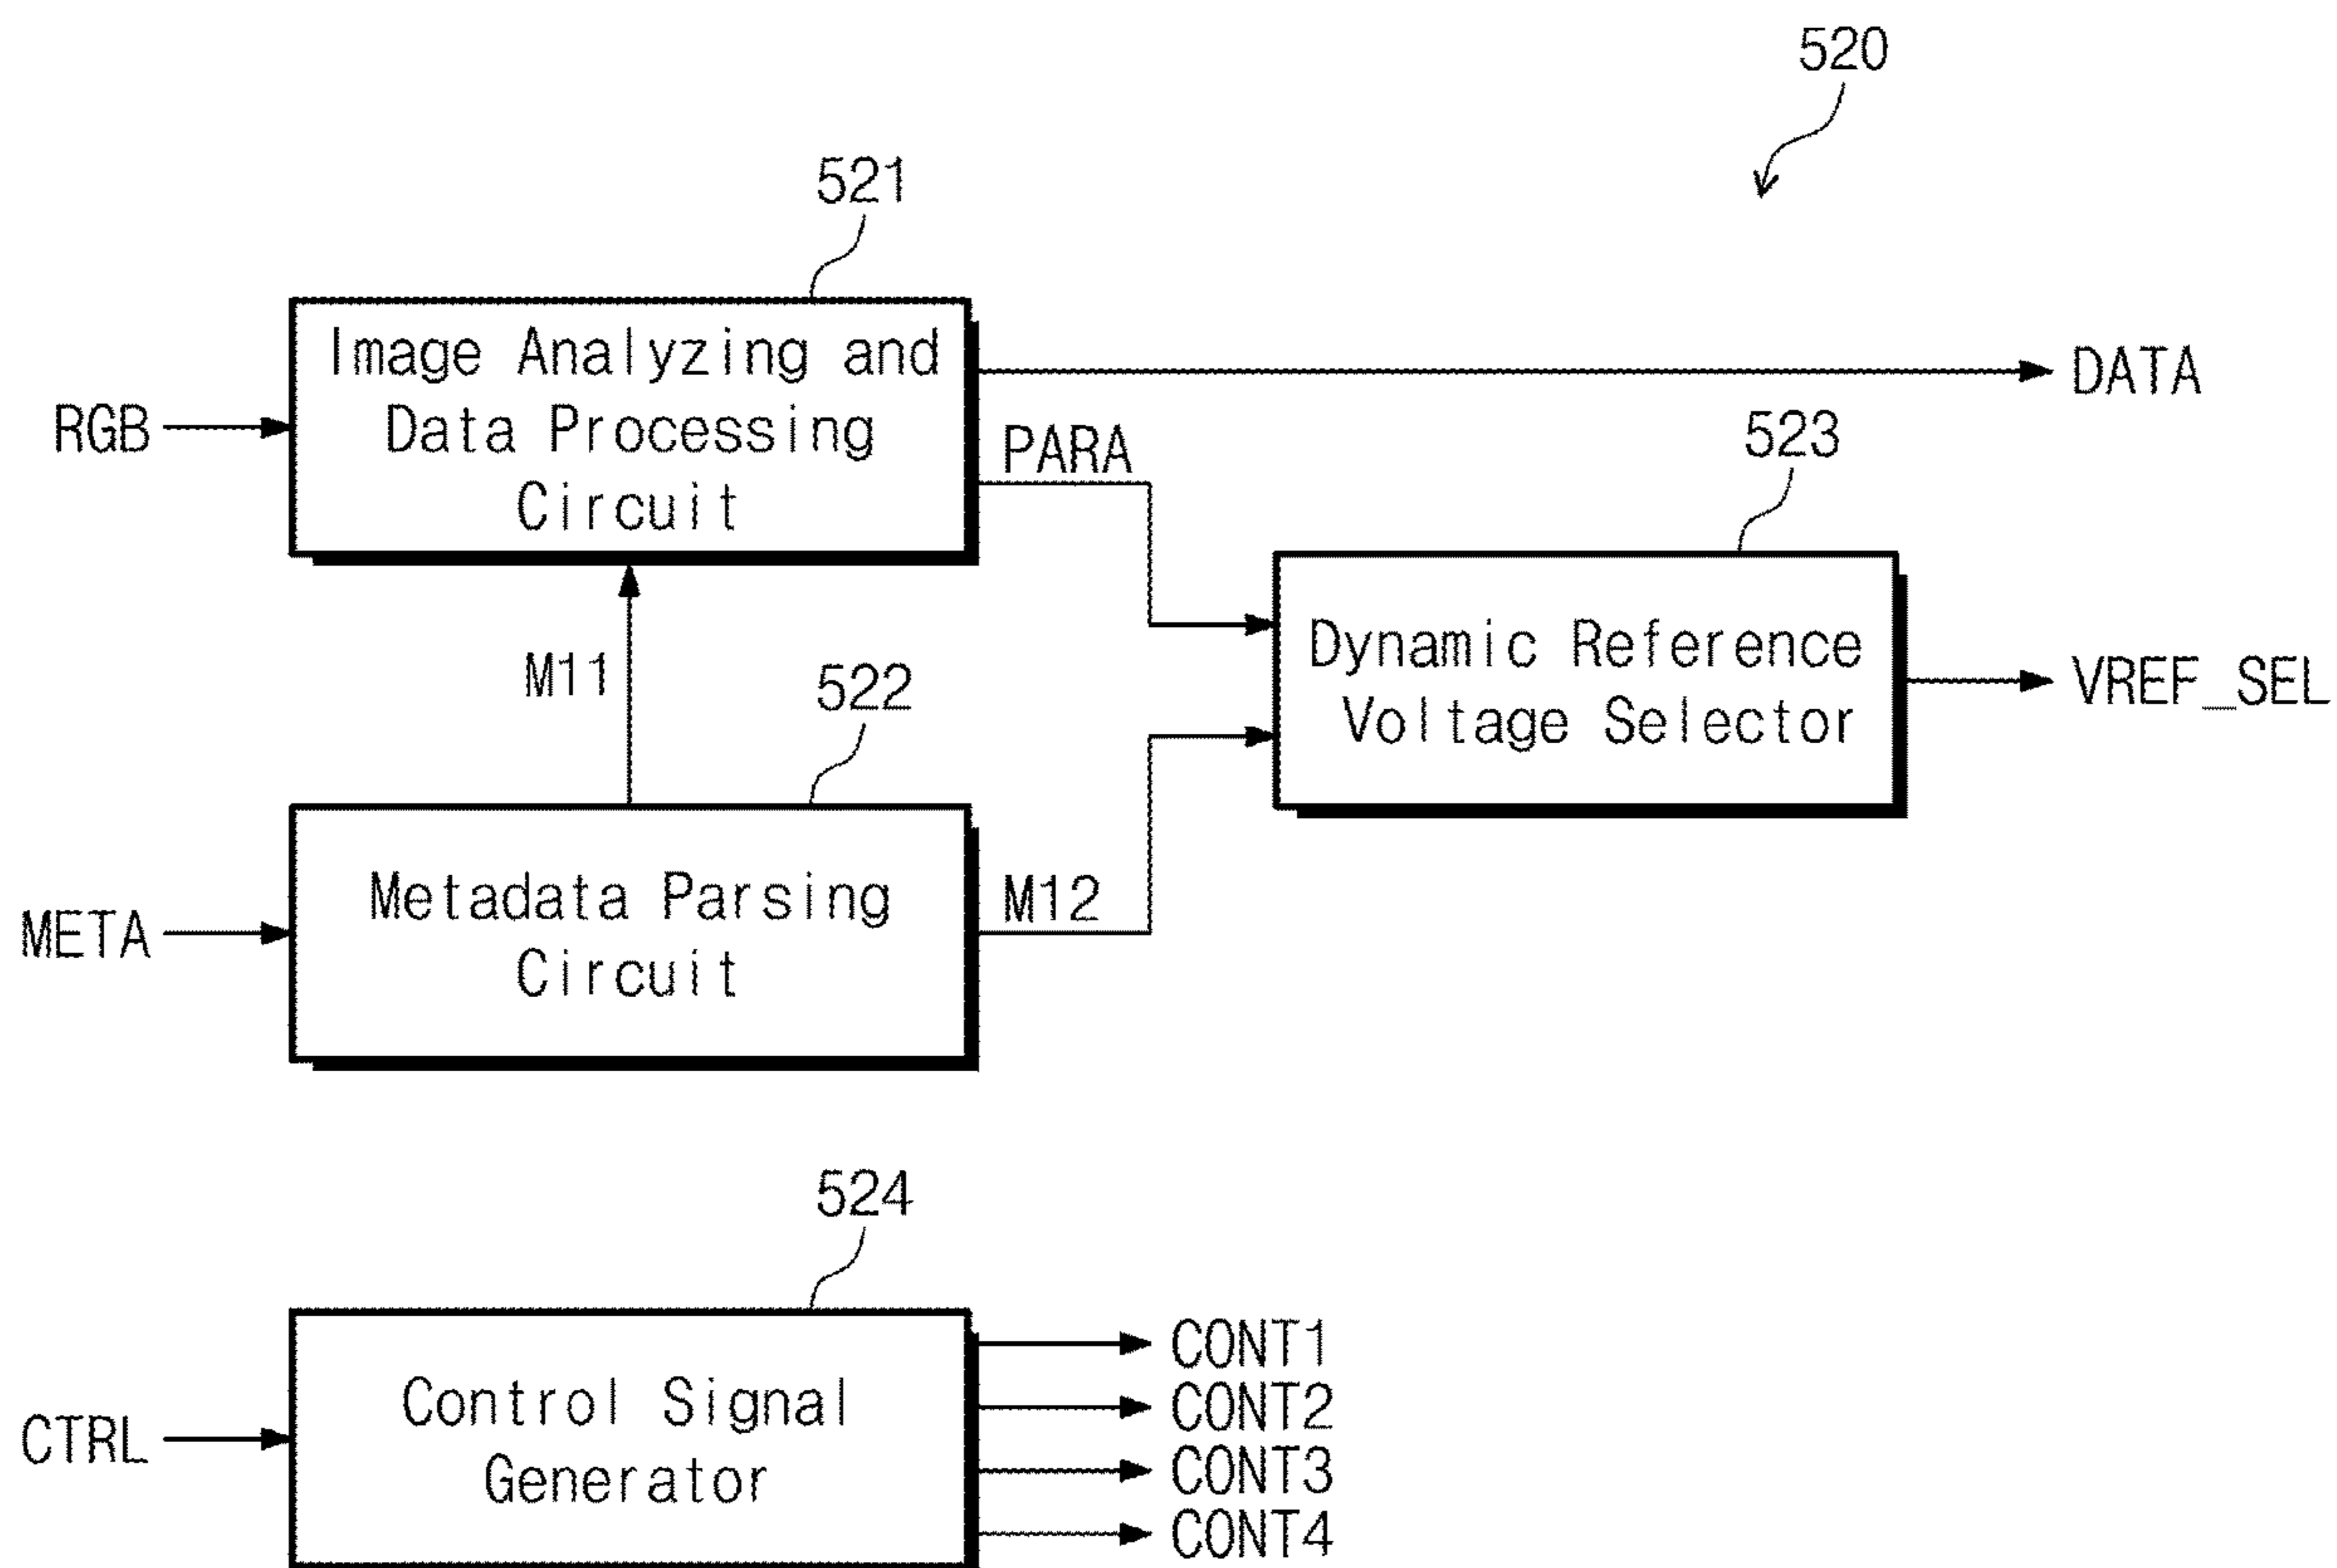 520
521
Image Analyzing and
Data Processing
Circuit
RGB
DATA
PARA
523
Dynamic Reference
Voltage Selector
VREF_SEL
M11
522
Metadata Parsing
Circuit
META
M12
524
Control Signal
Generator
CTRL
CONT1
CONT2
CONT3
CONT4